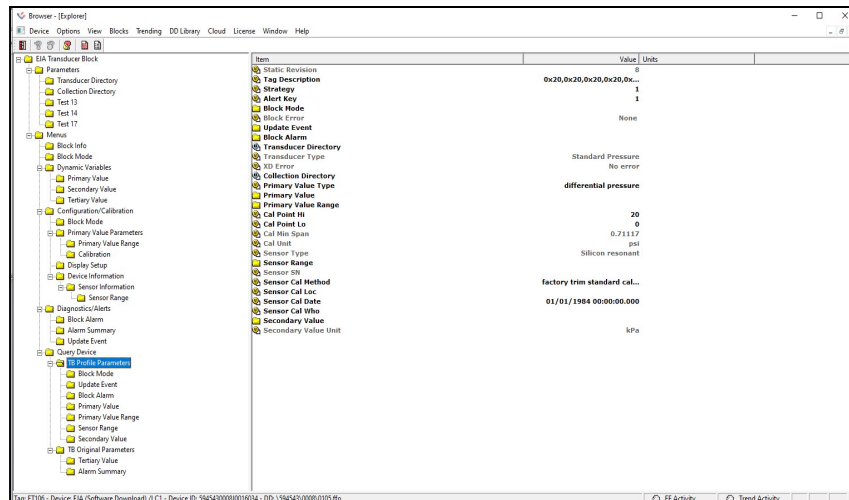 Browser - [Explorer]
Device Options View Blocks Trending DD Library Cloud License Window Help
EJA Transducer Block
Parameters
Transducer Directory
Collection Directory
Test 13
Test 14
Test 17
Menus
Block Info
Block Mode
Dynamic Variables
Primary Value
Secondary Value
Tertiary Value
Configuration/Calibration
Block Mode
Primary Value Parameters
Primary Value Range
Calibration
Display Setup
Device Information
Sensor Information
Sensor Range
Diagnostics/Alerts
Block Alarm
Alarm Summary
Update Event
Query Device
TB Profile Parameters
Block Mode
Update Event
Block Alarm
Primary Value
Primary Value Range
Sensor Range
Secondary Value
TB Original Parameters
Tertiary Value
Alarm Summary
Item Value Units
Static Revision 8
Tag Description 0x20,0x20,0x20,0x20,0x...
Strategy 1
Alert Key 1
Block Mode
Block Error None
Update Event
Block Alarm
Transducer Directory
Transducer Type Standard Pressure
XD Error No error
Collection Directory
Primary Value Type differential pressure
Primary Value
Primary Value Range
Cal Point Hi 20
Cal Point Lo 0
Cal Min Span 0.71117
Cal Unit psi
Sensor Type Silicon resonant
Sensor Range
Sensor SN
Sensor Cal Method factory trim standard cal...
Sensor Cal Loc
Sensor Cal Date 01/01/1984 00:00:00.000
Sensor Cal Who
Secondary Value
Secondary Value Unit kPa
FF Activity Trend Activity